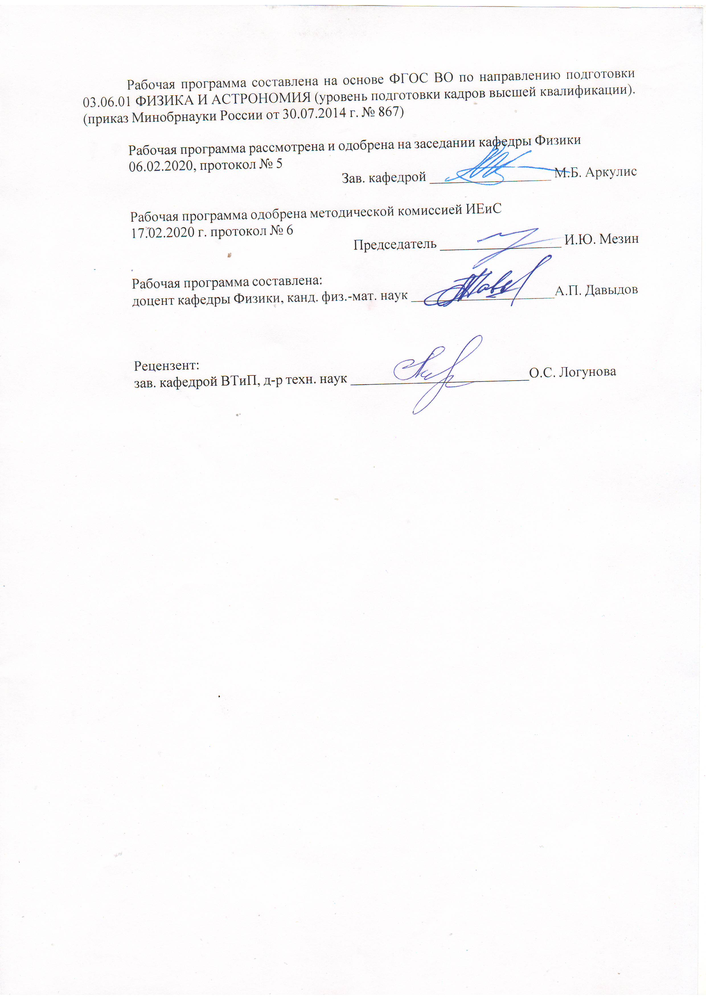 Рабочая программа составлена на основе ФГОС ВО по направлению подготовки
03.06.01 ФИЗИКА И АСТРОНОМИЯ (уровень подготовки кадров высшей квалификации).
(приказ Минобрнауки России от 30.07.2014 г. № 867)
Рабочая программа рассмотрена и одобрена на заседании кафедры Физики
06.02.2020, протокол № 5
Зав. кафедрой ________________ М.Б. Аркулис
Рабочая программа одобрена методической комиссией ИЕиС
17.02.2020 г. протокол № 6
Председатель ________________ И.Ю. Мезин
Рабочая программа составлена:
доцент кафедры Физики, канд. физ.-мат. наук ___________________А.П. Давыдов
Рецензент:
зав. кафедрой ВТиП, д-р техн. наук ________________________О.С. Логунова